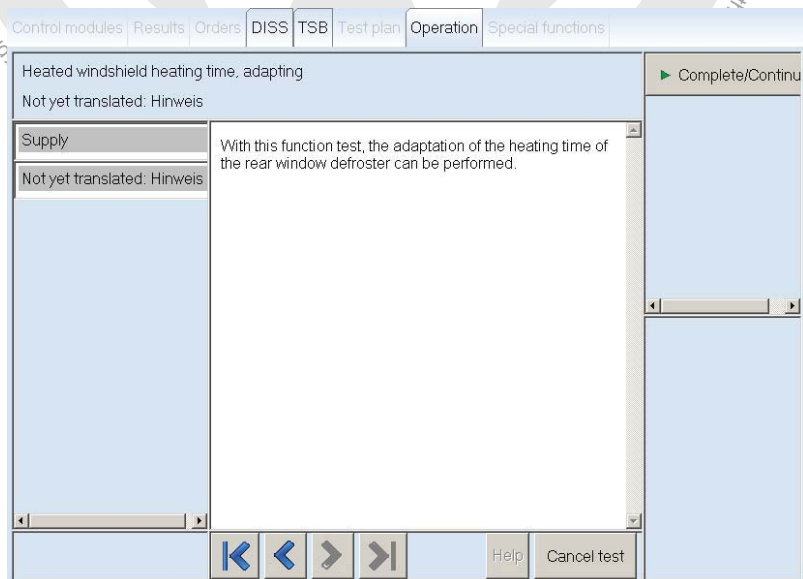 Control modules Results Orders DISS TSB Test plan Operation Special functions
Heated windshield heating time, adapting
Not yet translated: Hinweis
Complete/Continu
Supply
Not yet translated: Hinweis
With this function test, the adaptation of the heating time of
the rear window defroster can be performed.
Help
Cancel test